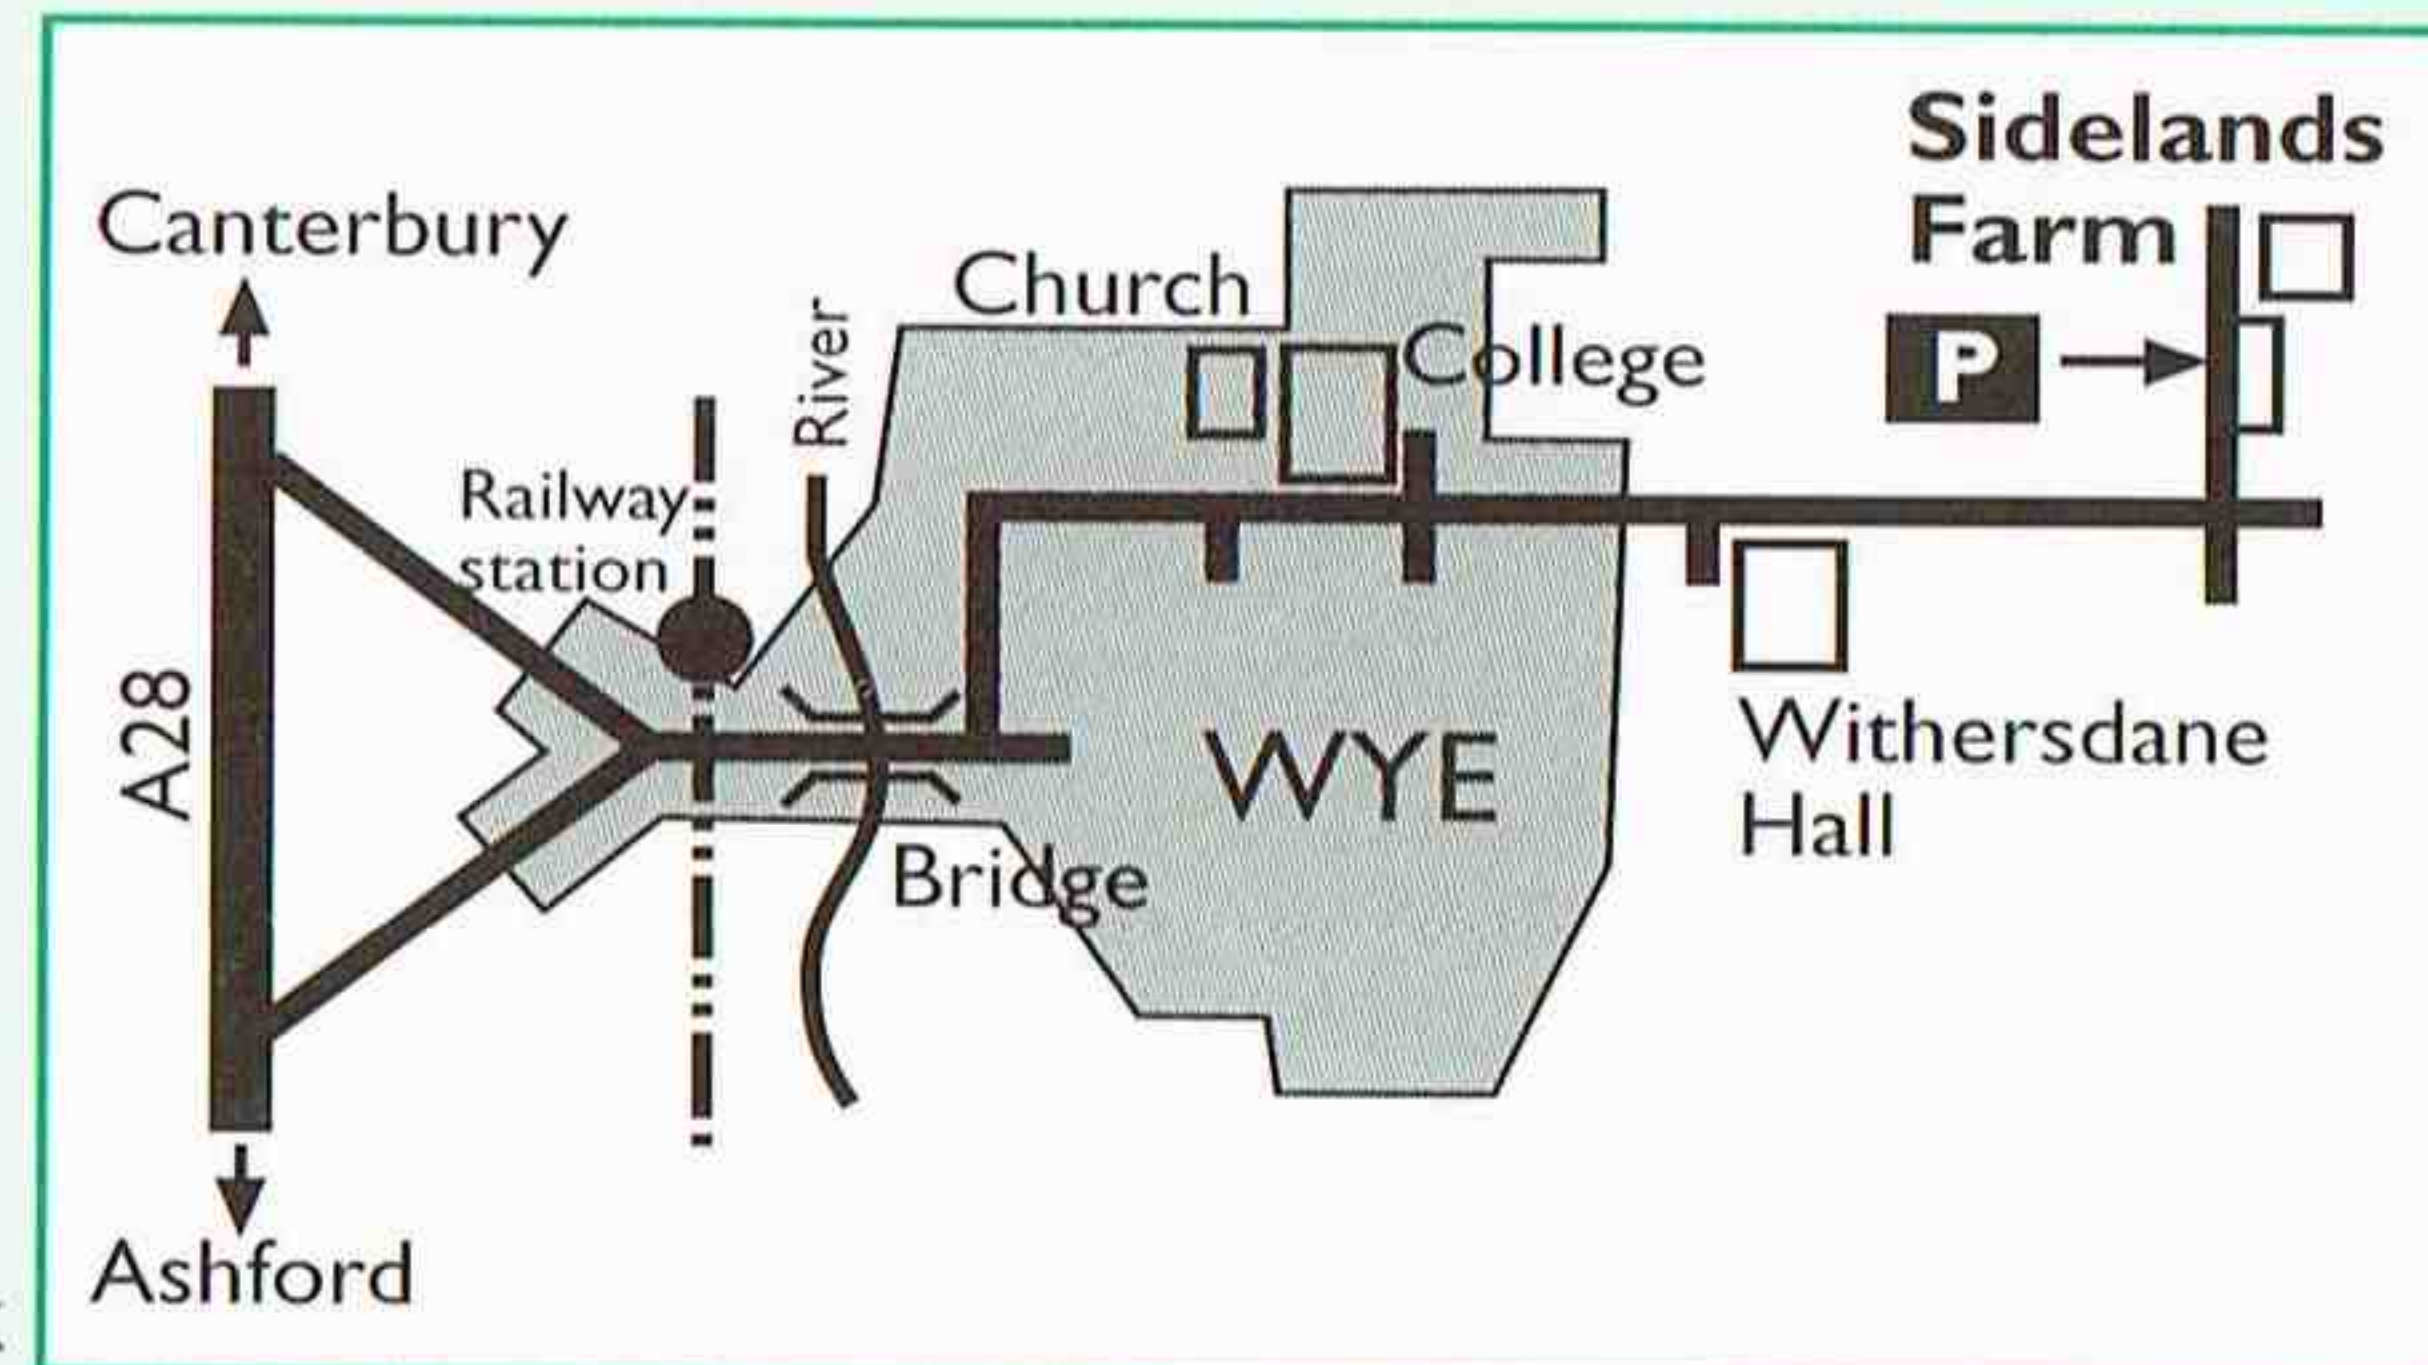 Sidelands
Farm
Canterbury
Church
River
College
P
Railway
station
A28
WYE
Withersdane
Hall
Bridge
Ashford